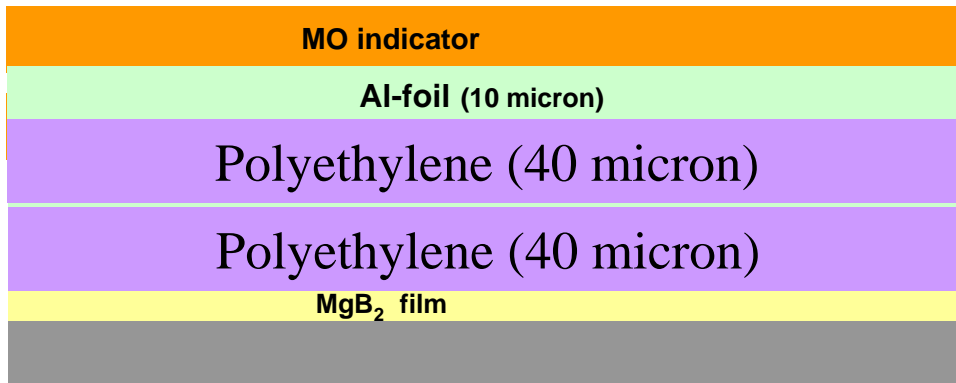 MO indicator
Al-foil (10 micron)
Polyethylene (40 micron)
Polyethylene (40 micron)
MgB₂ film